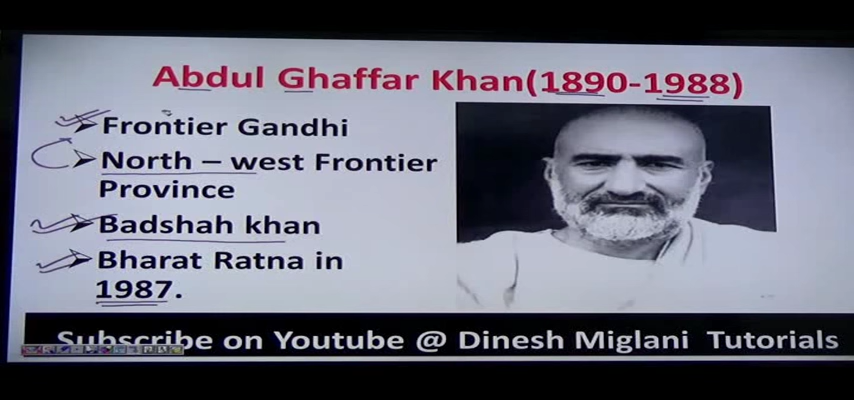 Abdul Ghaffar Khan(1890-1988)
Frontier Gandhi
North – west Frontier
Province
Badshah khan
Bharat Ratna in
1987.
Subscribe on Youtube @ Dinesh Miglani Tutorials